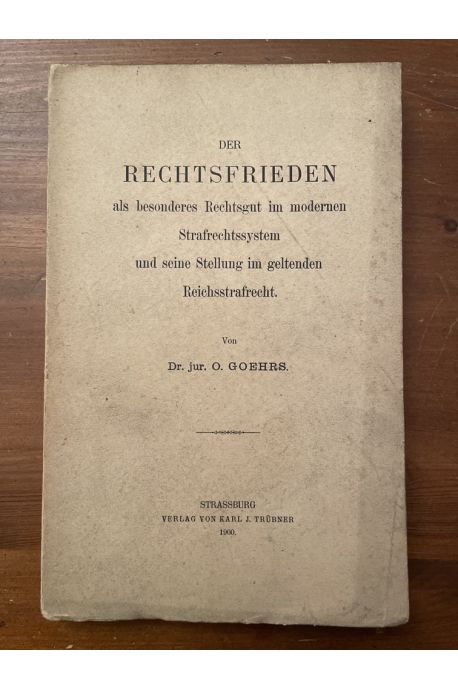 DER
RECHTSFRIEDEN
als besonderes Rechtsgut im modernen
Strafrechtssystem
und seine Stellung im geltenden
Reichsstrafrecht.
Von
Dr. jur. O. GOEHRS.
STRASSBURG
VERLAG VON KARL J. TRÜBNER
1900.